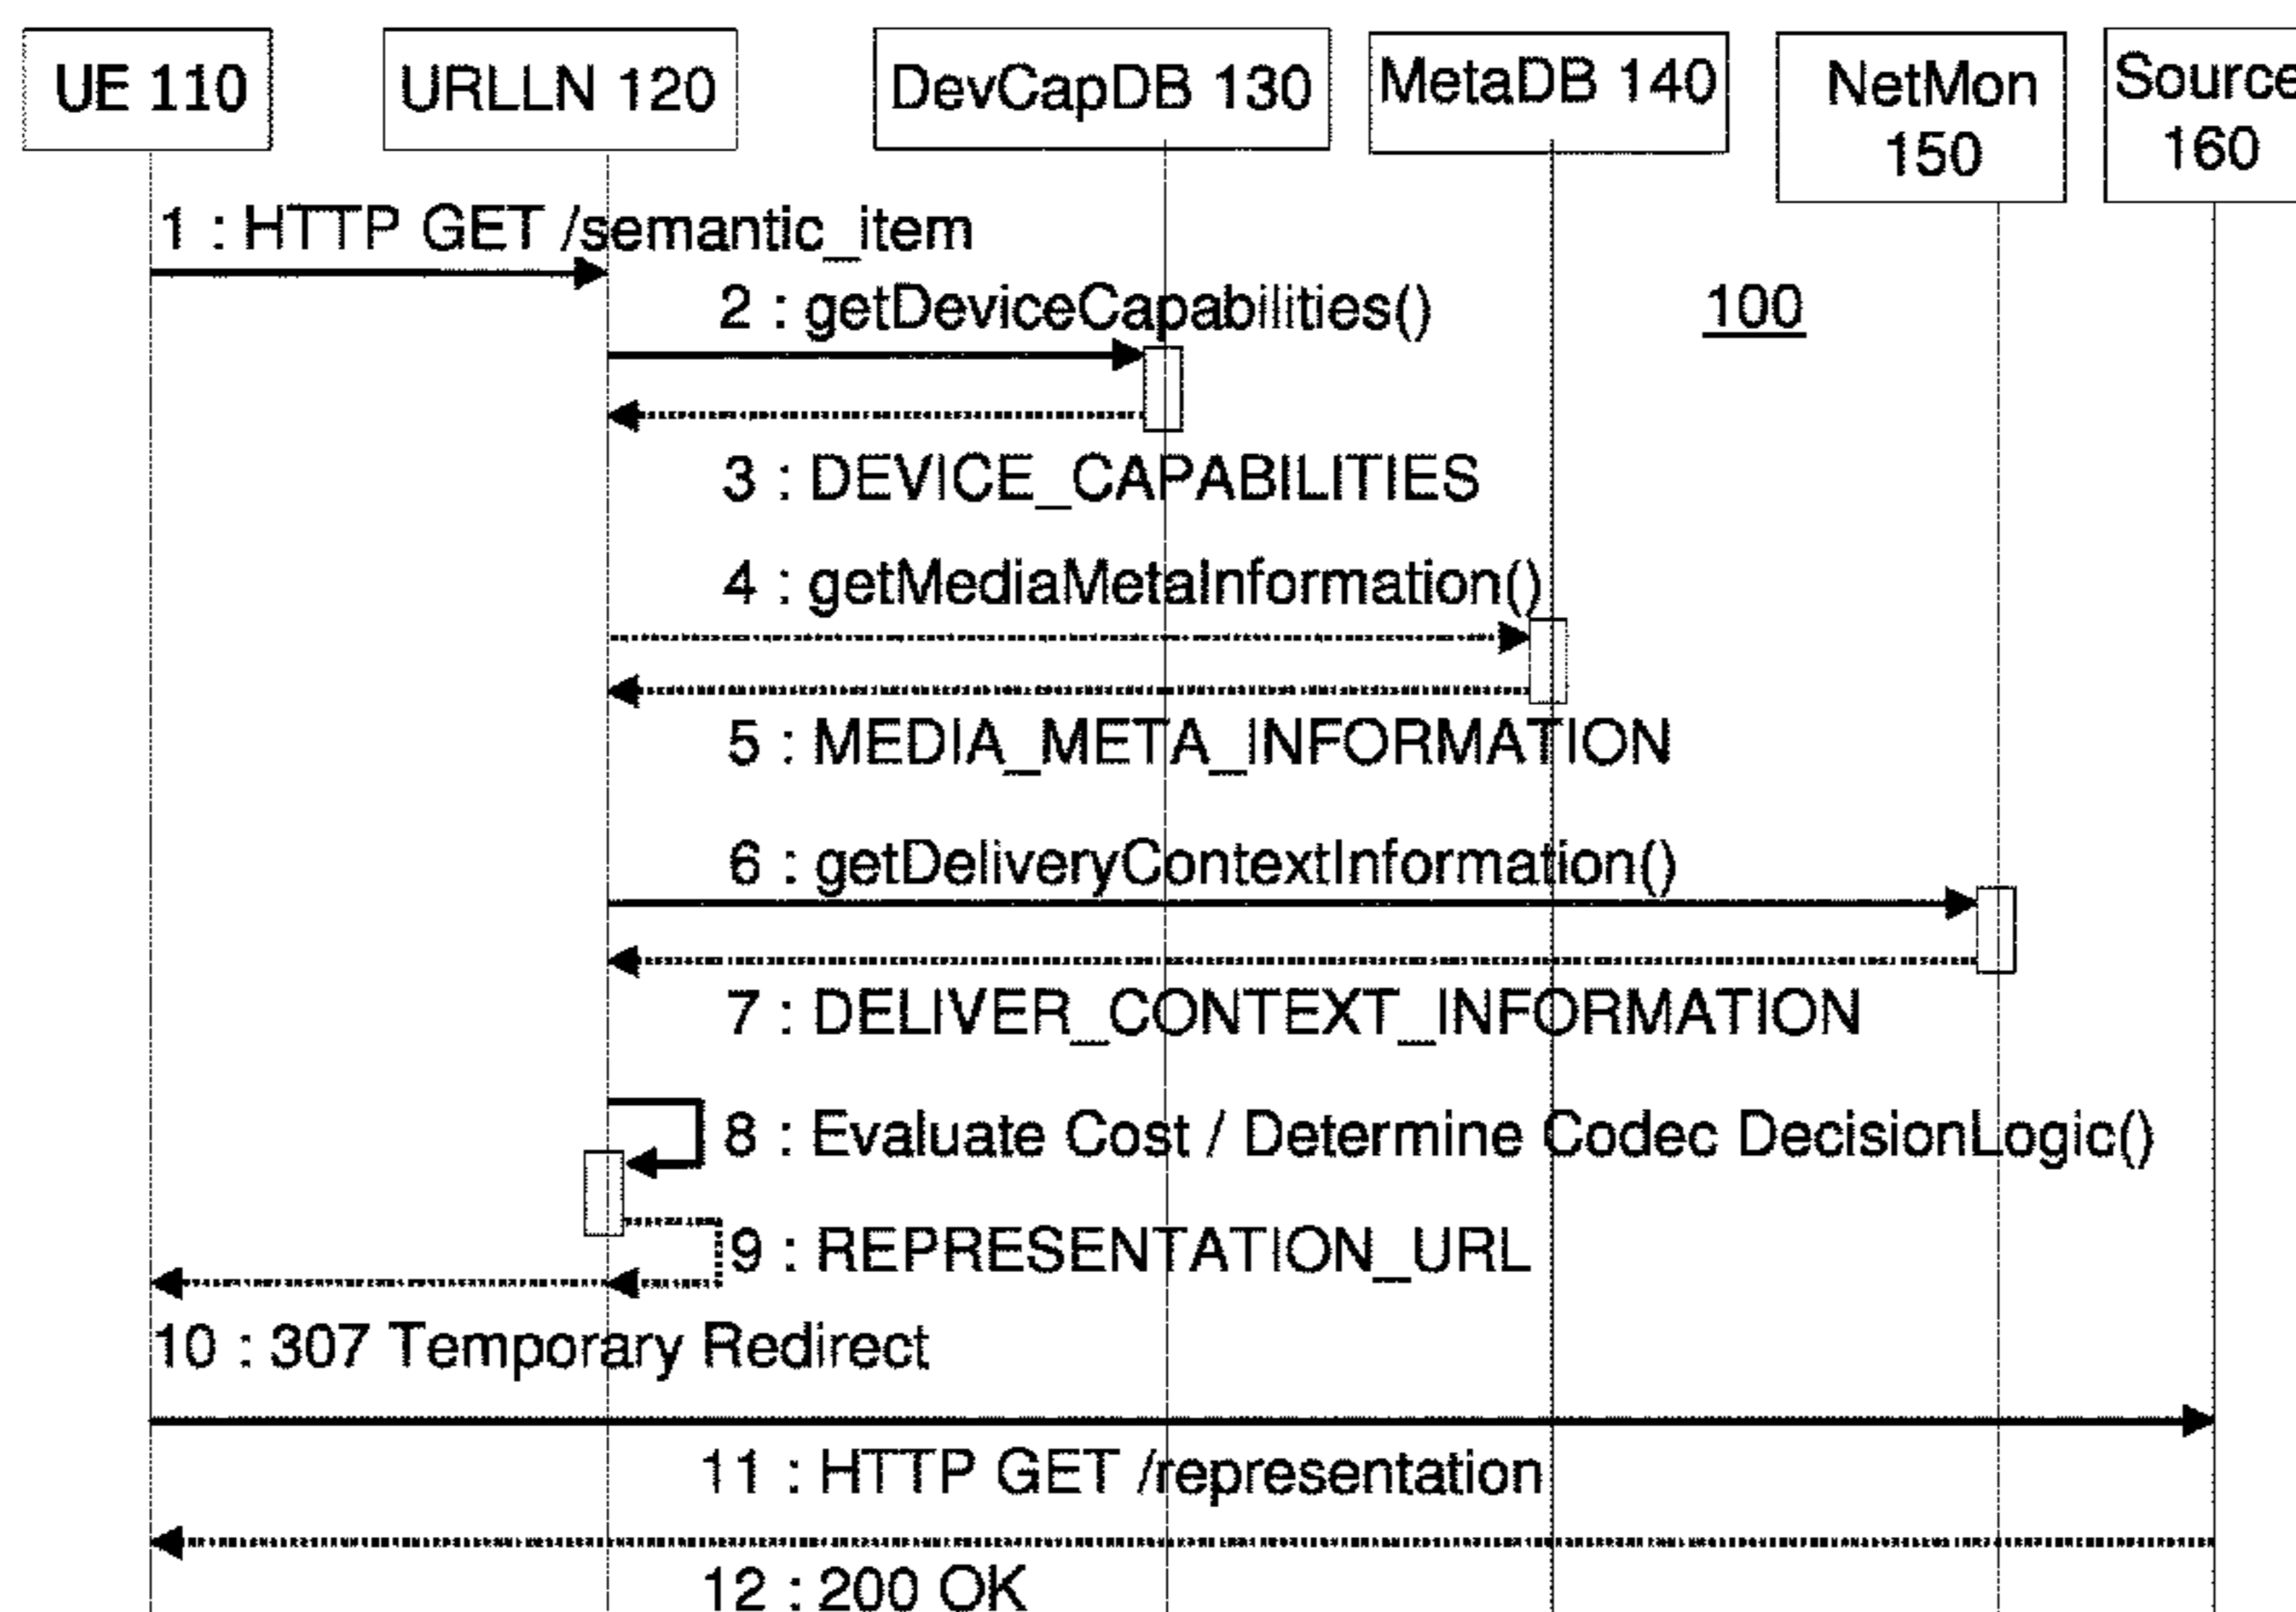 UE 110
URLLN 120
DevCapDB 130
MetaDB 140
NetMon
150
Source
160
1 : HTTP GET /semantic_item
2 : getDeviceCapabilities()
100
3 : DEVICE_CAPABILITIES
4 : getMediaMetaInformation()
5 : MEDIA_META_INFORMATION
6 : getDeliveryContextInformation()
7 : DELIVER_CONTEXT_INFORMATION
8 : Evaluate Cost / Determine Codec DecisionLogic()
9 : REPRESENTATION_URL
10 : 307 Temporary Redirect
11 : HTTP GET /representation
12 : 200 OK